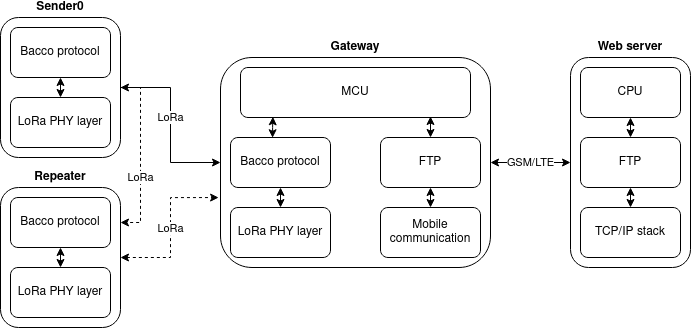 Sender0
Bacco protocol
LoRa PHY layer
Repeater
Bacco protocol
LoRa PHY layer
LoRa
LoRa
LoRa
Gateway
MCU
Bacco protocol
LoRa PHY layer
FTP
Mobile
communication
GSM/LTE
Web server
CPU
FTP
TCP/IP stack